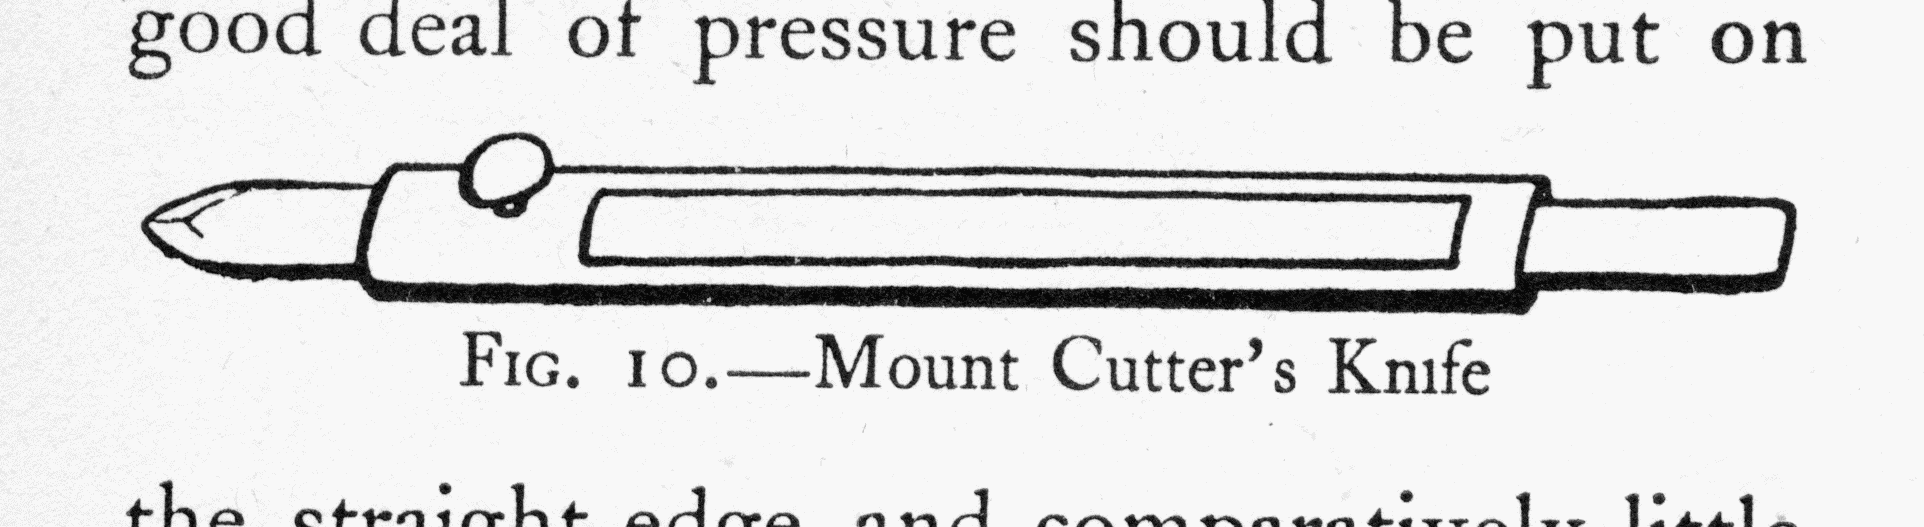 good deal of pressure should be put on
Fig. 10.—Mount Cutter's Knife
the straight edge and comparatively little